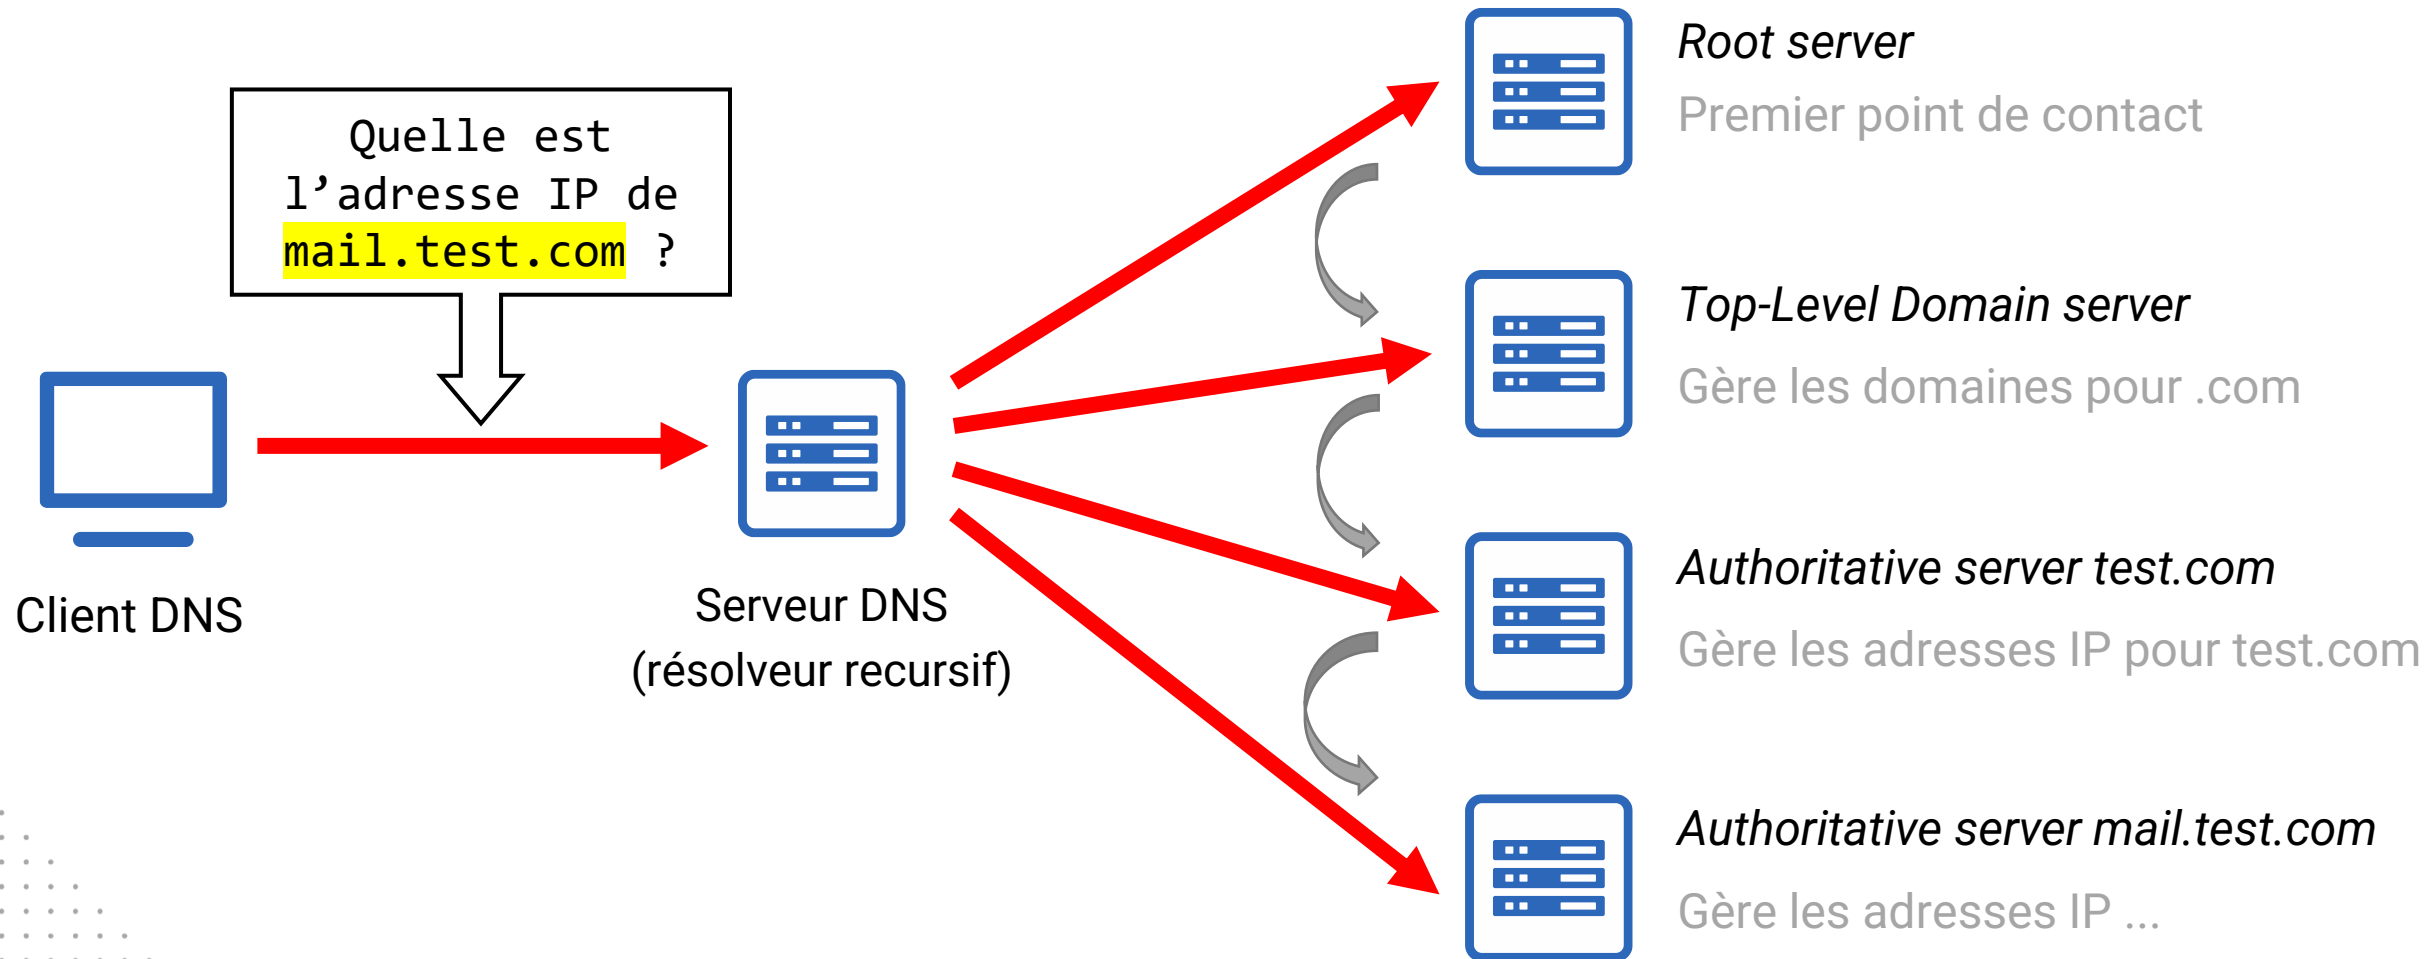 Quelle est
l’adresse IP de
mail.test.com ?
Client DNS
Serveur DNS
(résolveur recursif)
Root server
Premier point de contact
Top-Level Domain server
Gère les domaines pour .com
Authoritative server test.com
Gère les adresses IP pour test.com
Authoritative server mail.test.com
Gère les adresses IP ...